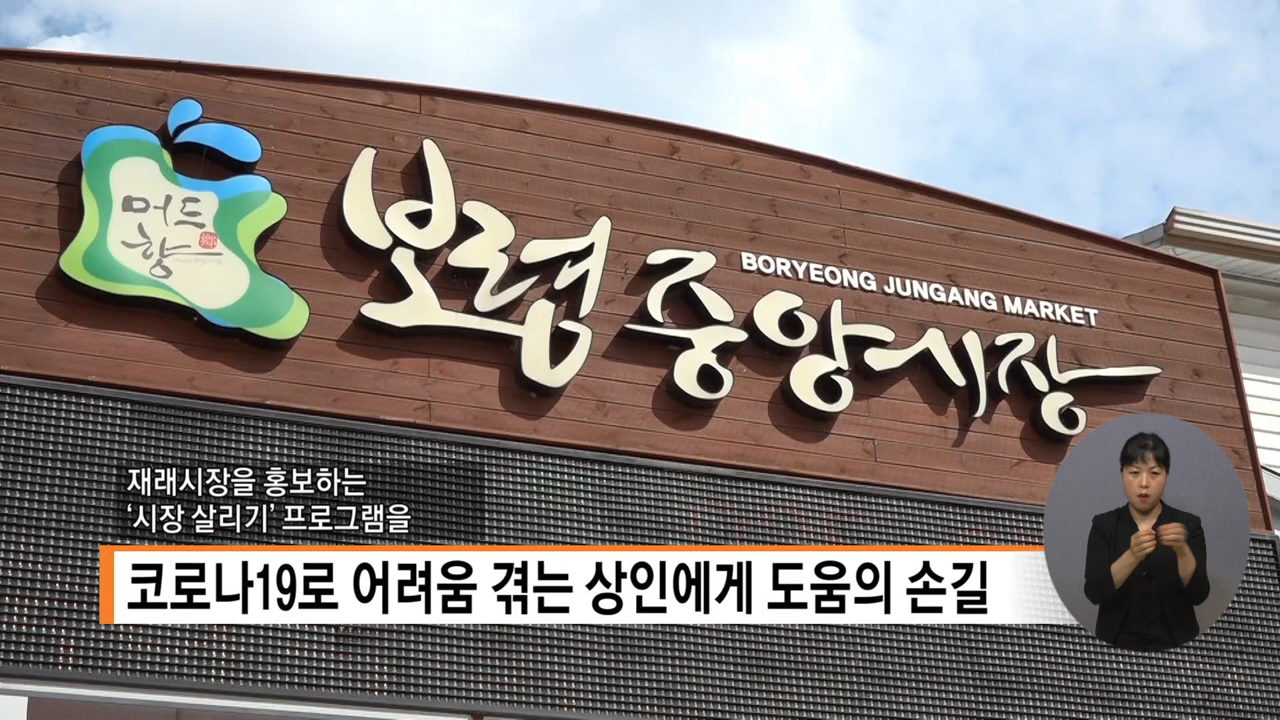 머드
향
보령중앙시장
BORYEONG JUNGANG MARKET
재래시장을 홍보하는
‘시장 살리기’ 프로그램을
코로나19로 어려움 겪는 상인에게 도움의 손길